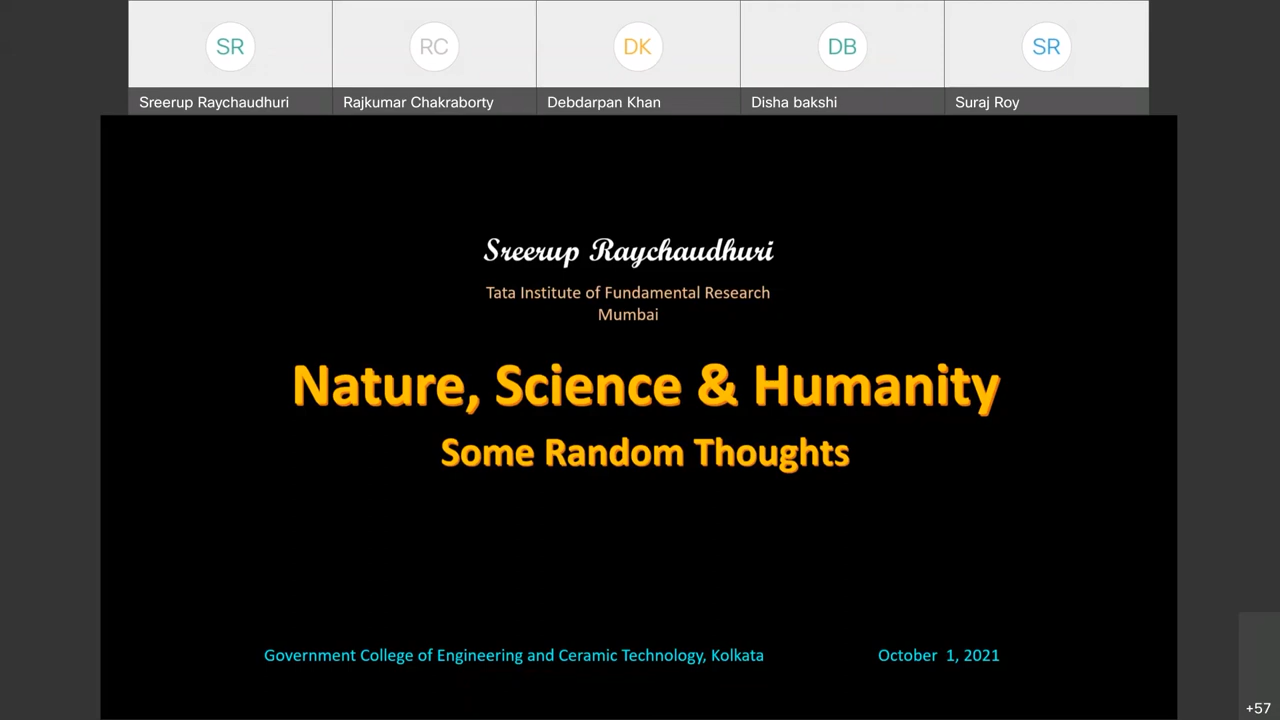 SR
RC
DK
DB
SR
Sreerup Raychaudhuri
Rajkumar Chakraborty
Debdarpan Khan
Disha bakshi
Suraj Roy
Sreerup Raychaudhuri
Tata Institute of Fundamental Research
Mumbai
Nature, Science & Humanity
Some Random Thoughts
Government College of Engineering and Ceramic Technology, Kolkata
October 1, 2021
+57